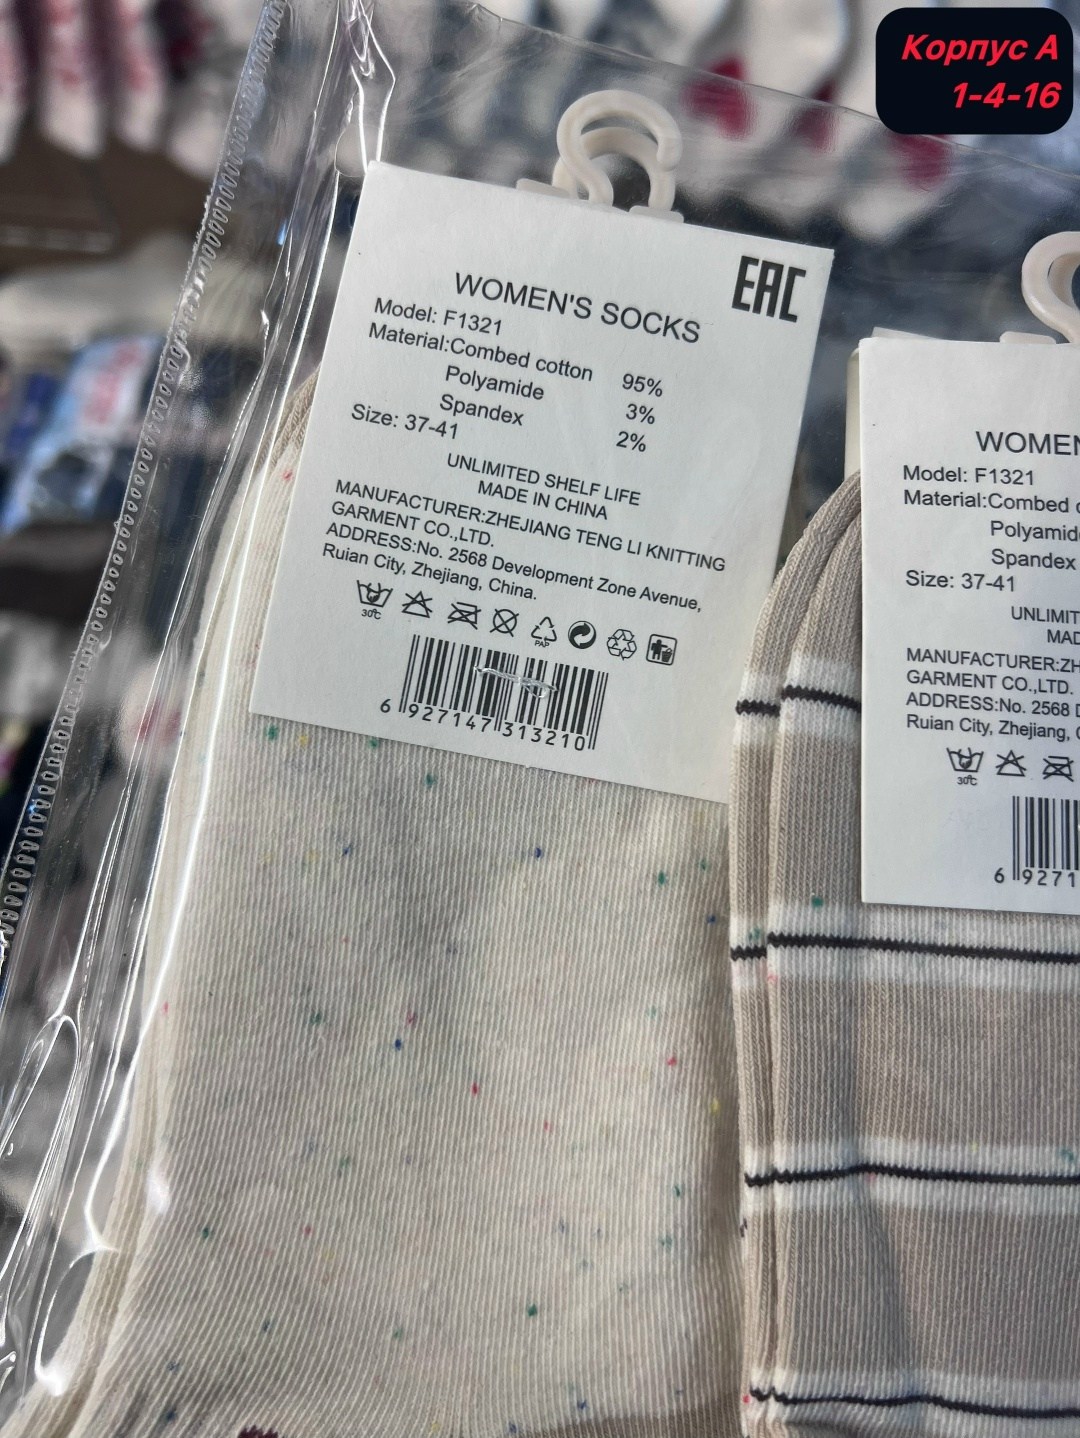 Корпус А
1-4-16
EAC
WOMEN'S SOCKS
Model: F1321
Material:Combed cotton 95%
Polyamide 3%
Spandex 2%
Size: 37-41
UNLIMITED SHELF LIFE
MADE IN CHINA
MANUFACTURER:ZHEJIANG TENG LI KNITTING
GARMENT CO.,LTD.
ADDRESS:No. 2568 Development Zone Avenue,
Ruian City, Zhejiang, China.
30℃
PAP
6 927147 313210
WOMEN
Model: F1321
Material:Combed
Polyamid
Spandex
Size: 37-41
UNLIMIT
MAD
MANUFACTURER:ZH
GARMENT CO.,LTD.
ADDRESS:No. 2568
Ruian City, Zhejiang,
30℃
6 9271